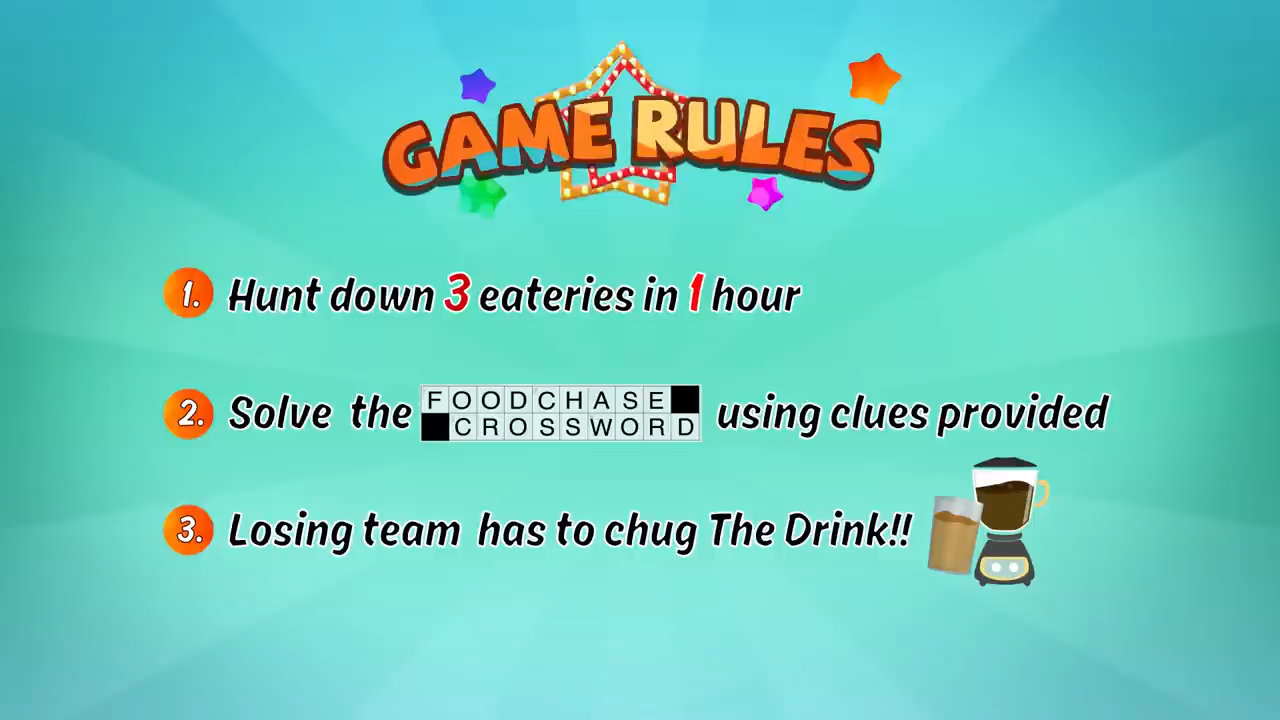 GAME RULES
1. Hunt down 3 eateries in 1 hour
2. Solve the FOODCHASE CROSSWORD using clues provided
3. Losing team has to chug The Drink!!